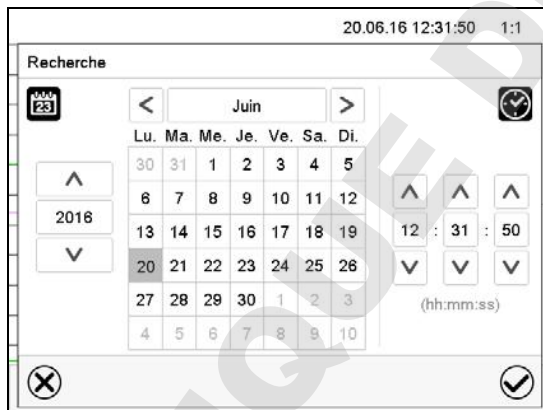 20.06.16 12:31:50 1:1
Recherche
23
< Juin >
Lu. Ma. Me. Je. Ve. Sa. Di.
30 31 1 2 3 4 5
6 7 8 9 10 11 12
13 14 15 16 17 18 19
20 21 22 23 24 25 26
27 28 29 30 1 2 3
4 5 6 7 8 9 10
2016
12 : 31 : 50
(hh:mm:ss)